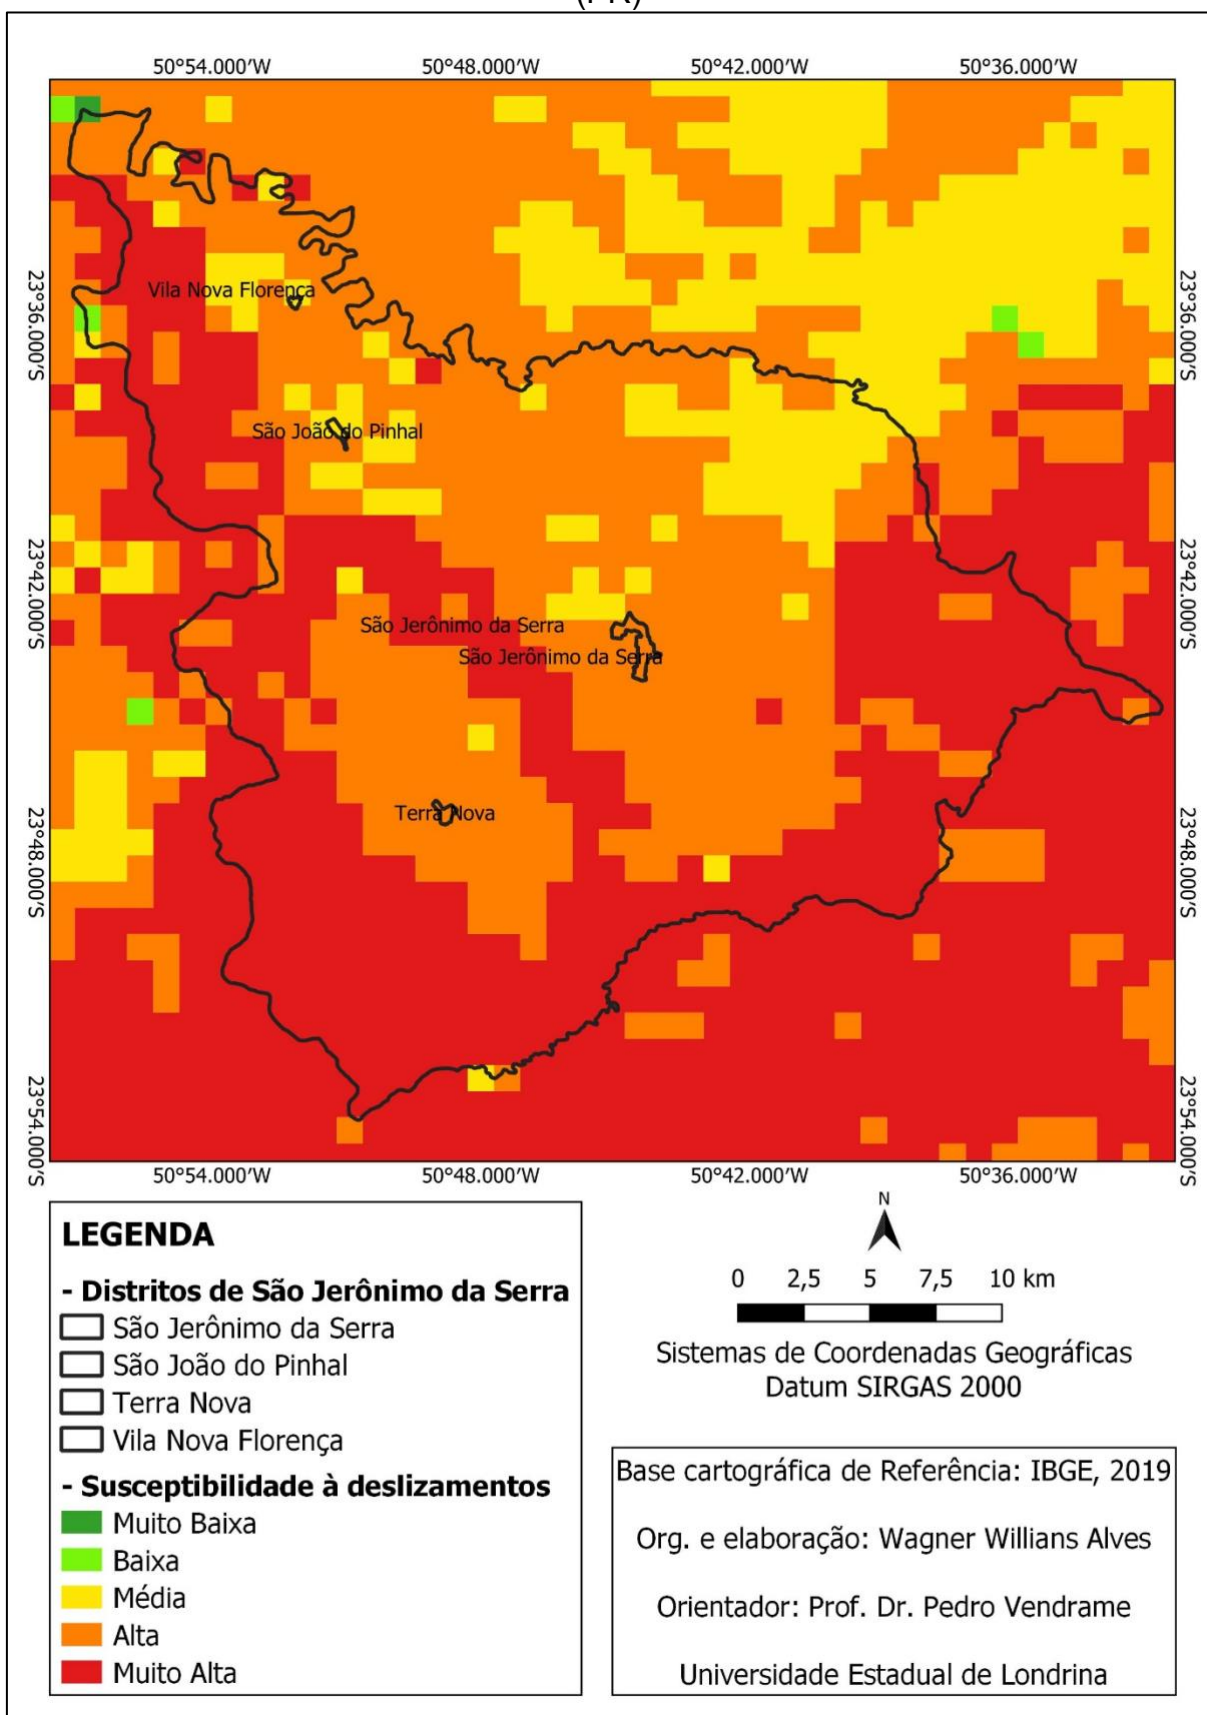 (PR)
50°54.000′W 50°48.000′W 50°42.000′W 50°36.000′W
23°36.000′S
23°36.000′S
Vila Nova Florença
São João do Pinhal
23°42.000′S
23°42.000′S
São Jerônimo da Serra
São Jerônimo da Serra
Terra Nova
23°48.000′S
23°48.000′S
23°54.000′S
23°54.000′S
50°54.000′W 50°48.000′W 50°42.000′W 50°36.000′W
LEGENDA
- Distritos de São Jerônimo da Serra
São Jerônimo da Serra
São João do Pinhal
Terra Nova
Vila Nova Florença
- Susceptibilidade à deslizamentos
Muito Baixa
Baixa
Média
Alta
Muito Alta
N
0 2,5 5 7,5 10 km
Sistemas de Coordenadas Geográficas
Datum SIRGAS 2000
Base cartográfica de Referência: IBGE, 2019
Org. e elaboração: Wagner Willians Alves
Orientador: Prof. Dr. Pedro Vendrame
Universidade Estadual de Londrina